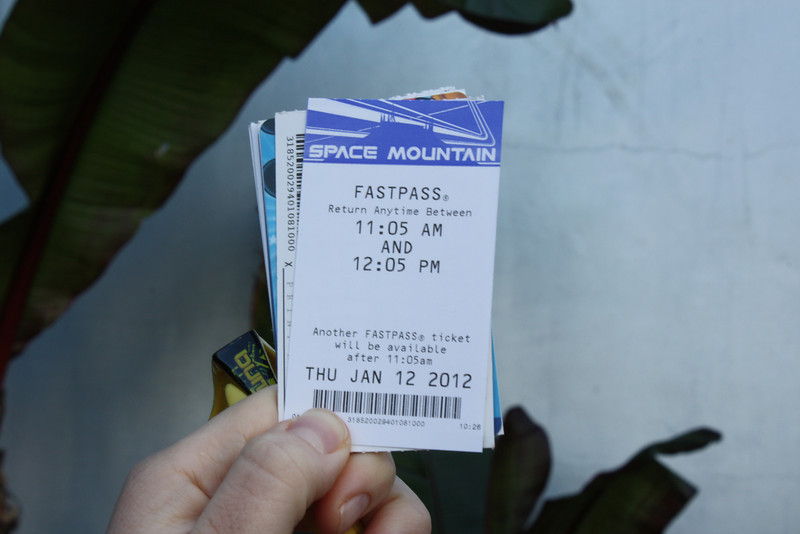 SPACE MOUNTAIN
FASTPASS®
Return Anytime Between
11:05 AM
AND
12:05 PM
Another FASTPASS® ticket
will be available
after 11:05am
THU JAN 12 2012
318520029401081000
10:26
318520029401081000 X